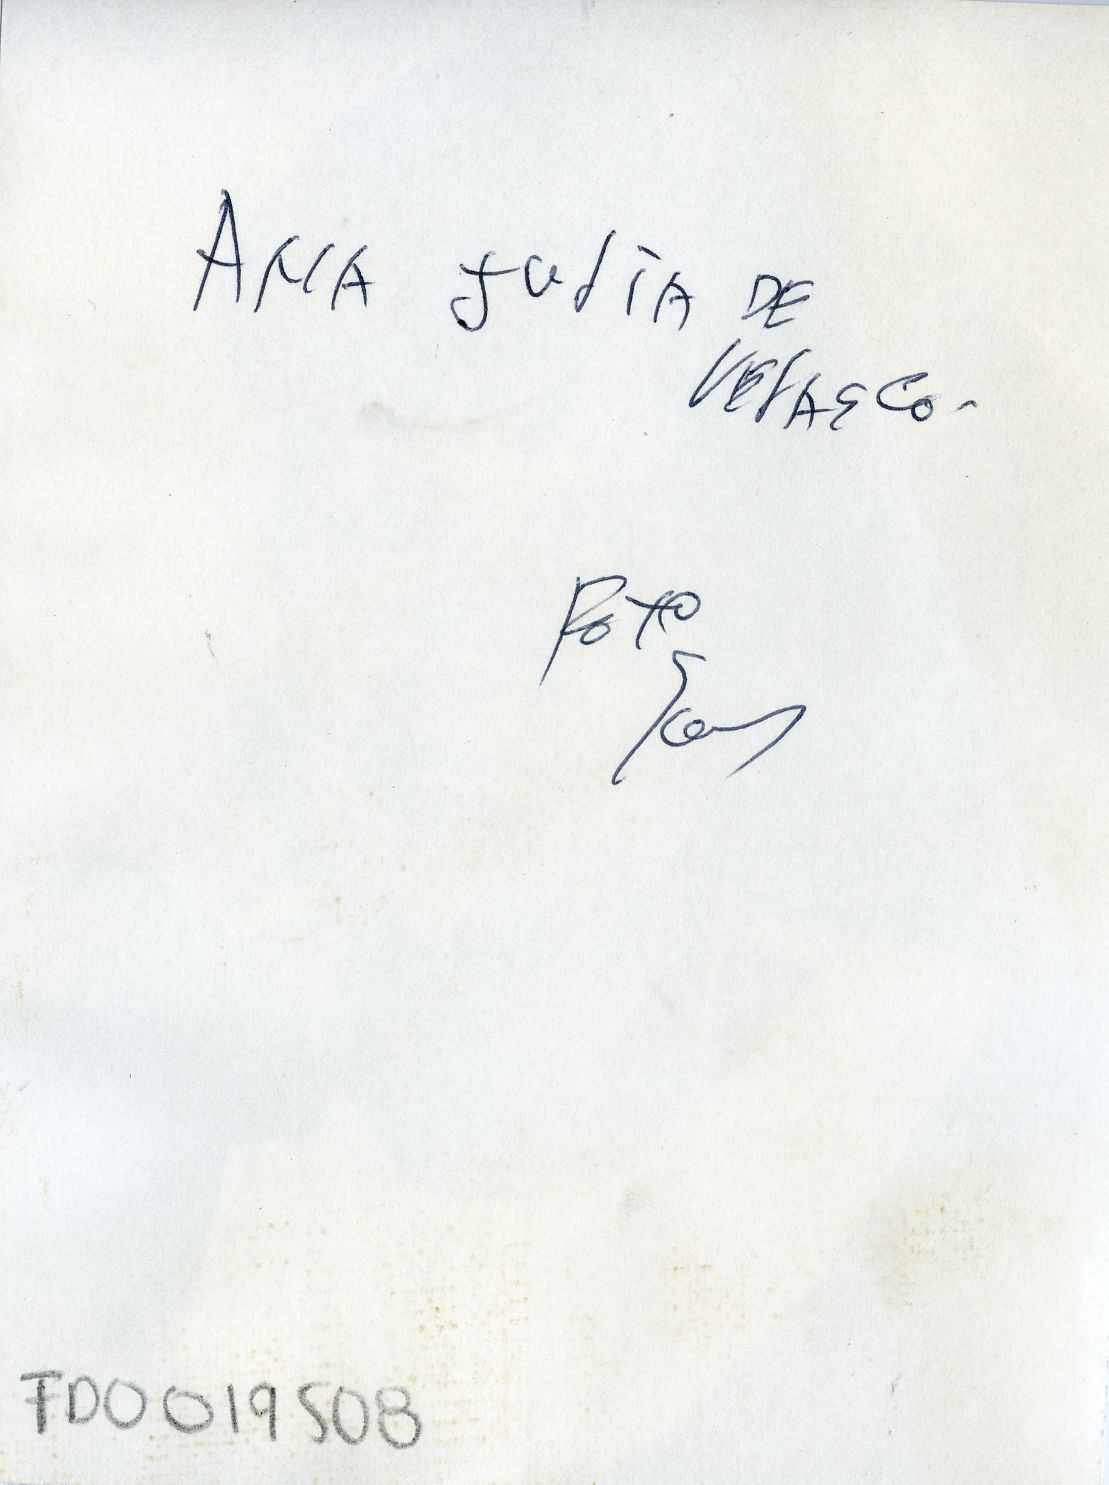 ANA JULIA DE
VELASCO-
FOTO
FD0019508